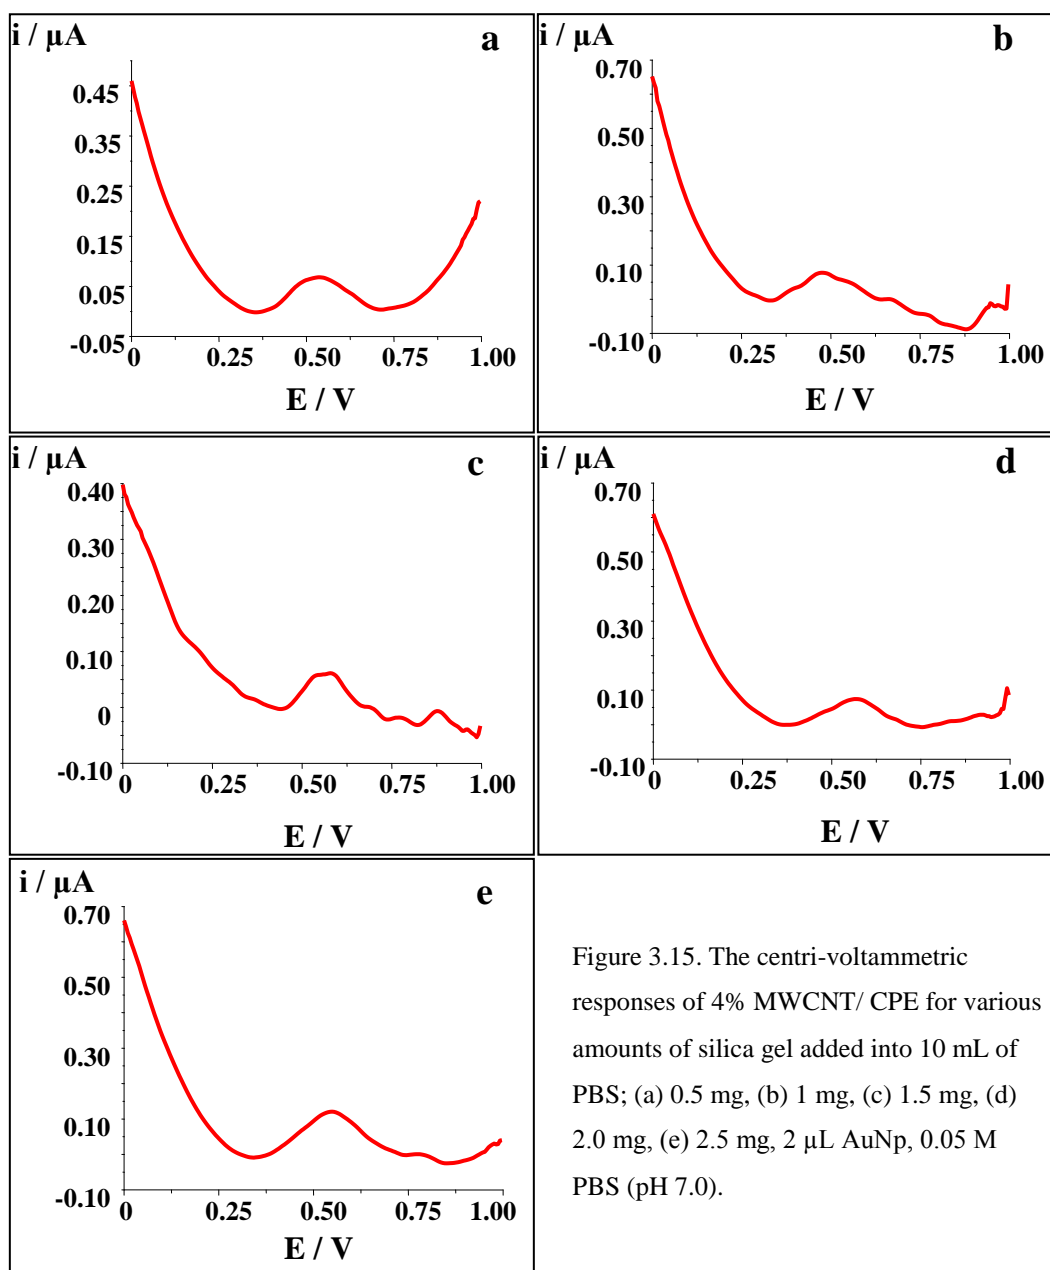 i / µA
a
0.45
0.35
0.25
0.15
0.05
-0.05
0 0.25 0.50 0.75 1.00
E / V
i / µA
b
0.70
0.50
0.30
0.10
-0.10
0 0.25 0.50 0.75 1.00
E / V
i / µA
c
0.40
0.30
0.20
0.10
0
-0.10
0 0.25 0.50 0.75 1.00
E / V
i / µA
d
0.70
0.50
0.30
0.10
-0.10
0 0.25 0.50 0.75 1.00
E / V
i / µA
e
0.70
0.50
0.30
0.10
-0.10
0 0.25 0.50 0.75 1.00
E / V
Figure 3.15. The centri-voltammetric
responses of 4% MWCNT/ CPE for various
amounts of silica gel added into 10 mL of
PBS; (a) 0.5 mg, (b) 1 mg, (c) 1.5 mg, (d)
2.0 mg, (e) 2.5 mg, 2 µL AuNp, 0.05 M
PBS (pH 7.0).